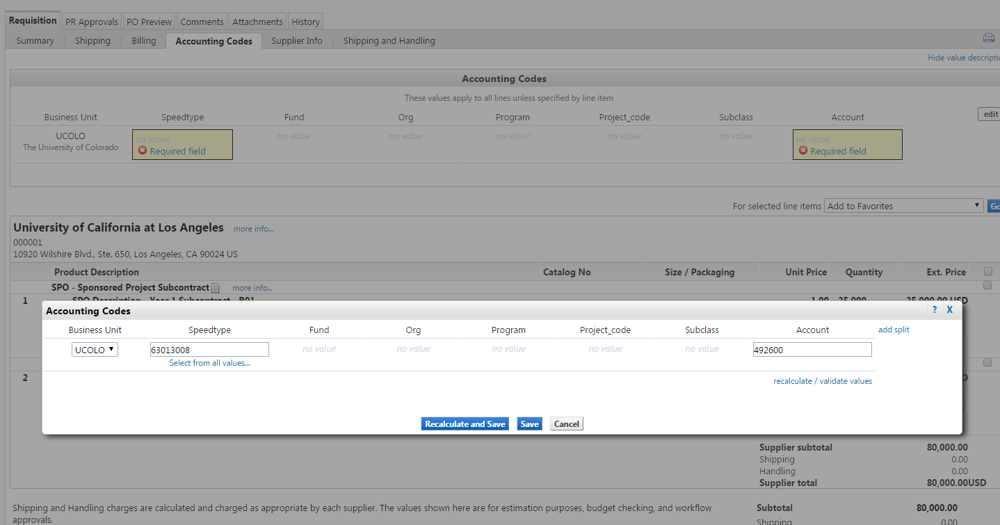 Requisition PR Approvals PO Preview Comments Attachments History
Summary Shipping Billing Accounting Codes Supplier Info Shipping and Handling
Hide value descriptio
Accounting Codes
These values apply to all lines unless specified by line item
Business Unit Speedtype Fund Org Program Project_code Subclass Account edit
UCOLO no value no value no value no value no value no value no value
The University of Colorado Required field Required field
For selected line items Add to Favorites Go
University of California at Los Angeles more info...
000001
10920 Wilshire Blvd., Ste. 650, Los Angeles, CA 90024 US
Product Description Catalog No Size / Packaging Unit Price Quantity Ext. Price
SPO - Sponsored Project Subcontract more info...
1 SPO Description - Year 1 Subcontract - B01 1.00 25,000 25,000.00 USD
Accounting Codes ? X
Business Unit Speedtype Fund Org Program Project_code Subclass Account add split
UCOLO 63013008 no value no value no value no value no value 492600
Select from all values...
2
recalculate / validate values
Recalculate and Save Save Cancel
Supplier subtotal 80,000.00
Shipping 0.00
Handling 0.00
Supplier total 80,000.00USD
Shipping and Handling charges are calculated and charged as appropriate by each supplier. The values shown here are for estimation purposes, budget checking, and workflow
approvals.
Subtotal 80,000.00
Shipping 0.00